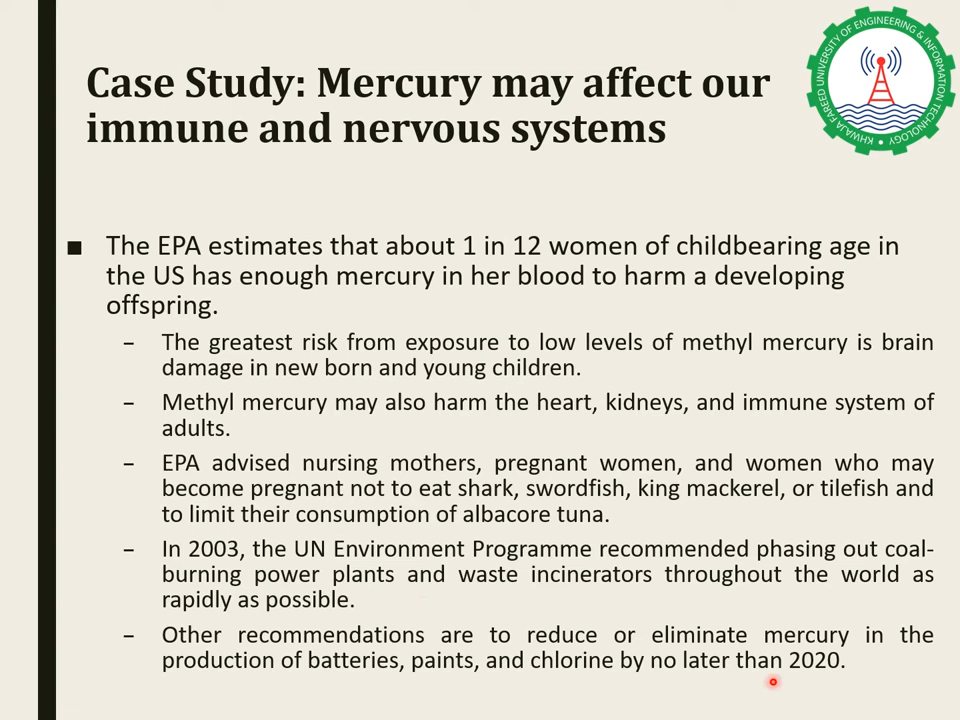 Case Study: Mercury may affect our
immune and nervous systems
KHWAJA FAREED UNIVERSITY OF ENGINEERING & INFORMATION TECHNOLOGY
■ The EPA estimates that about 1 in 12 women of childbearing age in
the US has enough mercury in her blood to harm a developing
offspring.
– The greatest risk from exposure to low levels of methyl mercury is brain
damage in new born and young children.
– Methyl mercury may also harm the heart, kidneys, and immune system of
adults.
– EPA advised nursing mothers, pregnant women, and women who may
become pregnant not to eat shark, swordfish, king mackerel, or tilefish and
to limit their consumption of albacore tuna.
– In 2003, the UN Environment Programme recommended phasing out coal-
burning power plants and waste incinerators throughout the world as
rapidly as possible.
– Other recommendations are to reduce or eliminate mercury in the
production of batteries, paints, and chlorine by no later than 2020.